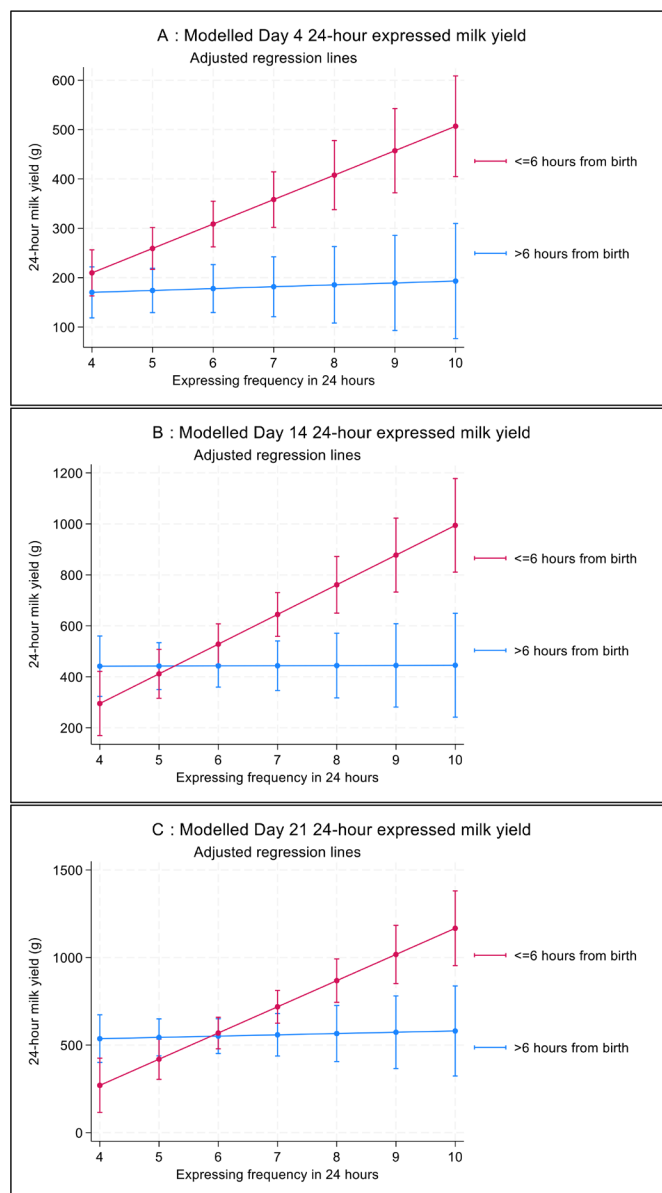 A : Modelled Day 4 24-hour expressed milk yield
Adjusted regression lines
24-hour milk yield (g)
600
500
400
300
200
100
4 5 6 7 8 9 10
Expressing frequency in 24 hours
<=6 hours from birth
>6 hours from birth
B : Modelled Day 14 24-hour expressed milk yield
Adjusted regression lines
24-hour milk yield (g)
1200
1000
800
600
400
200
4 5 6 7 8 9 10
Expressing frequency in 24 hours
<=6 hours from birth
>6 hours from birth
C : Modelled Day 21 24-hour expressed milk yield
Adjusted regression lines
24-hour milk yield (g)
1500
1000
500
0
4 5 6 7 8 9 10
Expressing frequency in 24 hours
<=6 hours from birth
>6 hours from birth